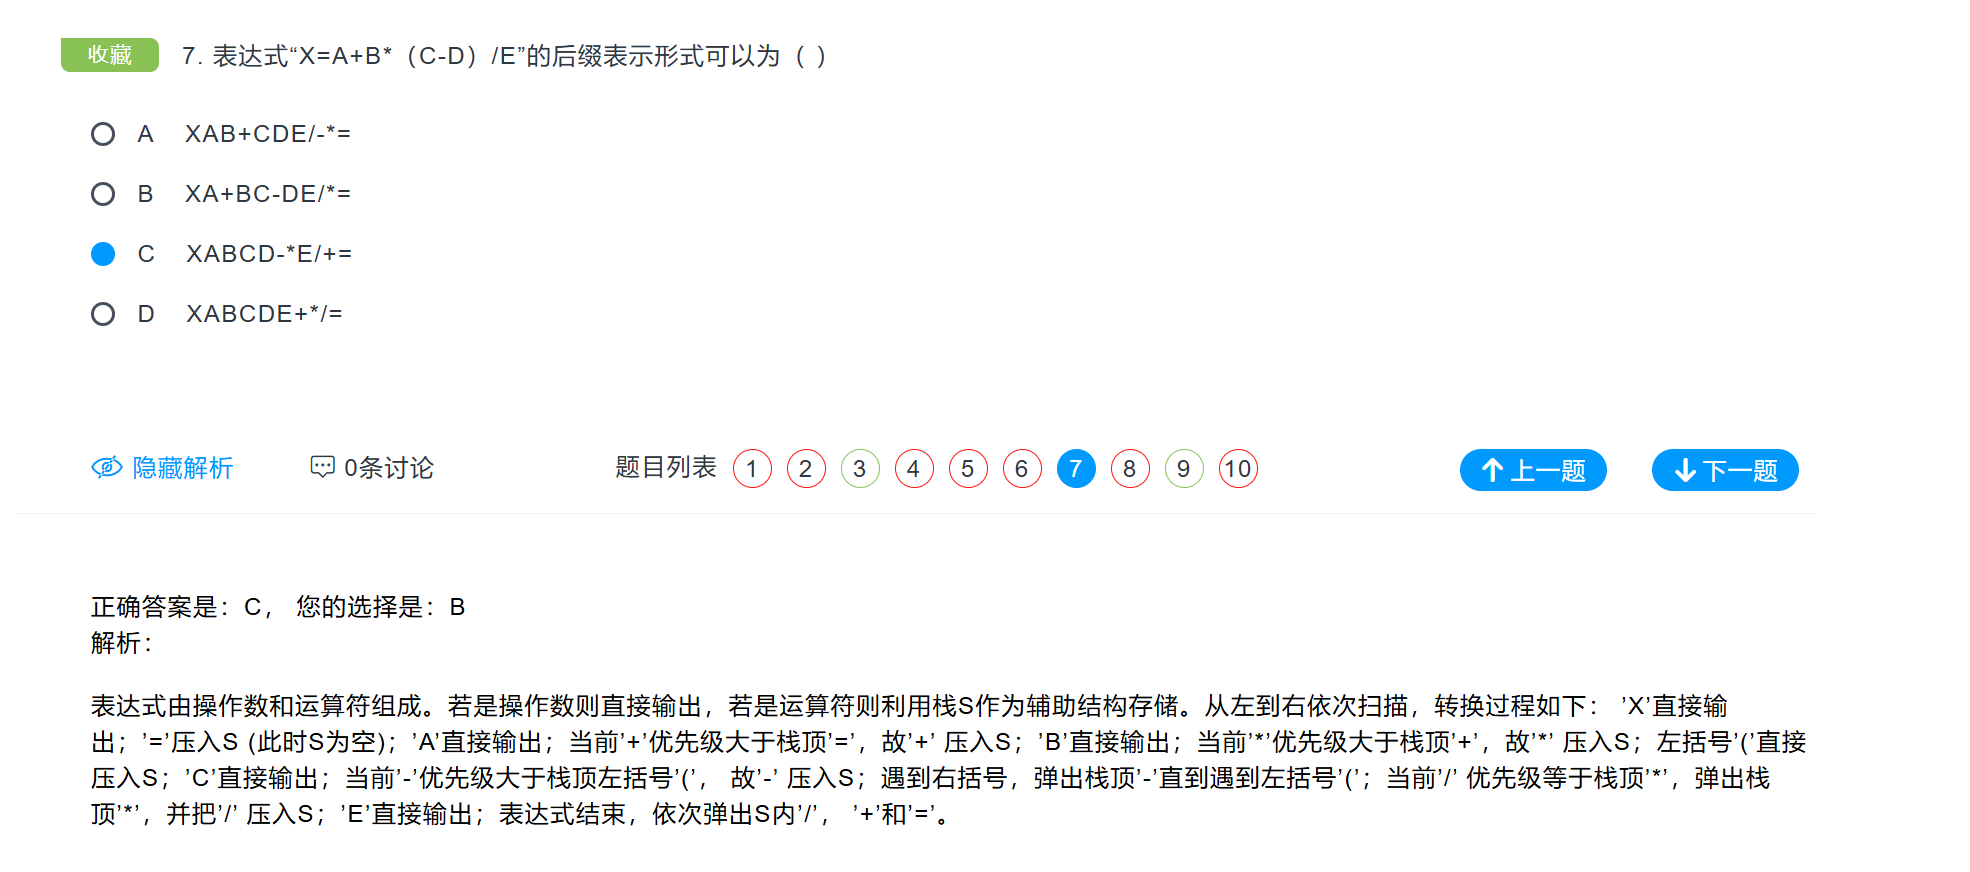 收藏 7. 表达式“X=A+B*（C-D）/E”的后缀表示形式可以为（ ）
A XAB+CDE/-*=
B XA+BC-DE/*=
C XABCD-*E/+=
D XABCDE+*/=
隐藏解析 0条讨论 题目列表 1 2 3 4 5 6 7 8 9 10 上一题 下一题
正确答案是：C， 您的选择是：B
解析：
表达式由操作数和运算符组成。若是操作数则直接输出，若是运算符则利用栈S作为辅助结构存储。从左到右依次扫描，转换过程如下： ’X’直接输
出；’=’压入S (此时S为空)；’A’直接输出；当前’+’优先级大于栈顶’=’，故’+’ 压入S；’B’直接输出；当前’*’优先级大于栈顶’+’，故’*’ 压入S；左括号’(’直接
压入S；’C’直接输出；当前’-’优先级大于栈顶左括号’(’， 故’-’ 压入S；遇到右括号，弹出栈顶’-’直到遇到左括号’(’；当前’/’ 优先级等于栈顶’*’，弹出栈
顶’*’，并把’/’ 压入S；’E’直接输出；表达式结束，依次弹出S内’/’， ’+’和’=’。